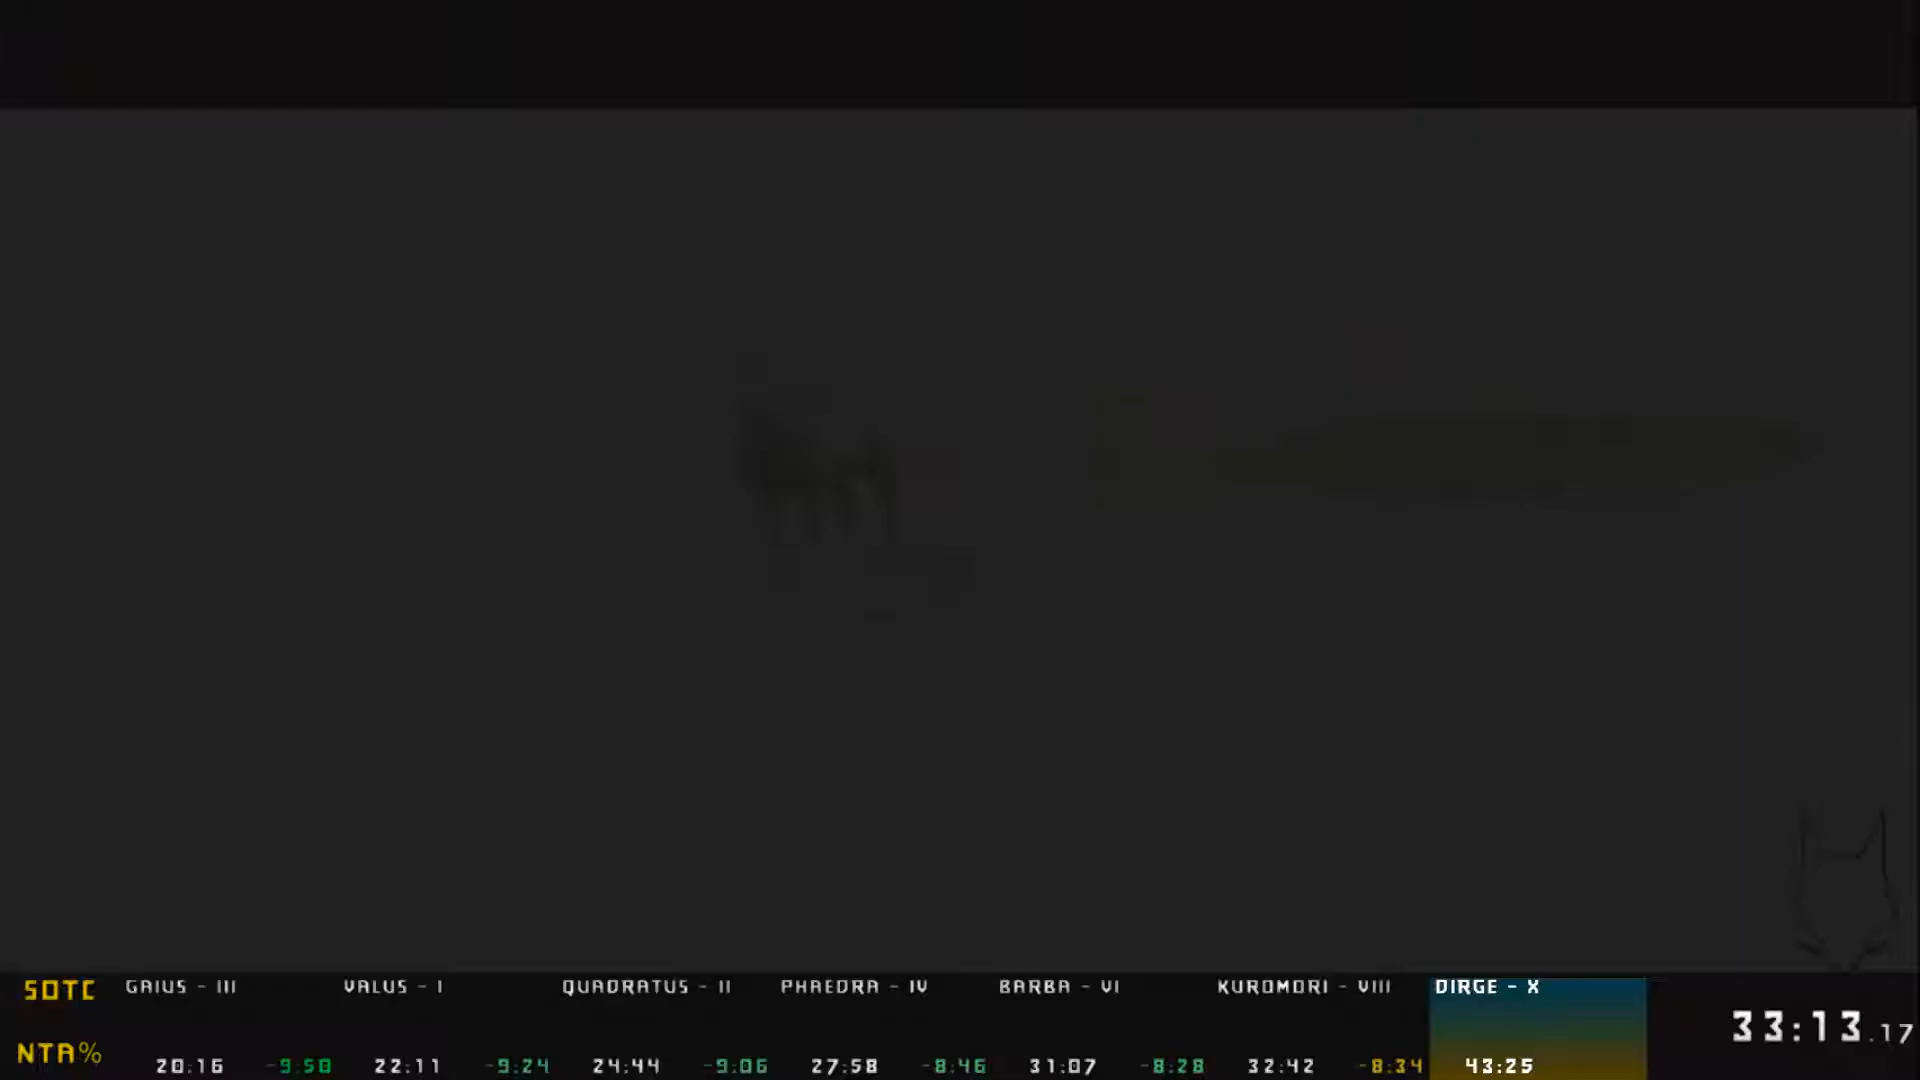 SOTC GAIUS - III VALUS - I QUADRATUS - II PHAEDRA - IV BARBA - VI KUROMORI - VIII DIRGE - X
33:13.17
NTA% 20:16 -9:50 22:11 -9:24 24:44 -9:06 27:58 -8:46 31:07 -8:28 32:42 -8:34 43:25